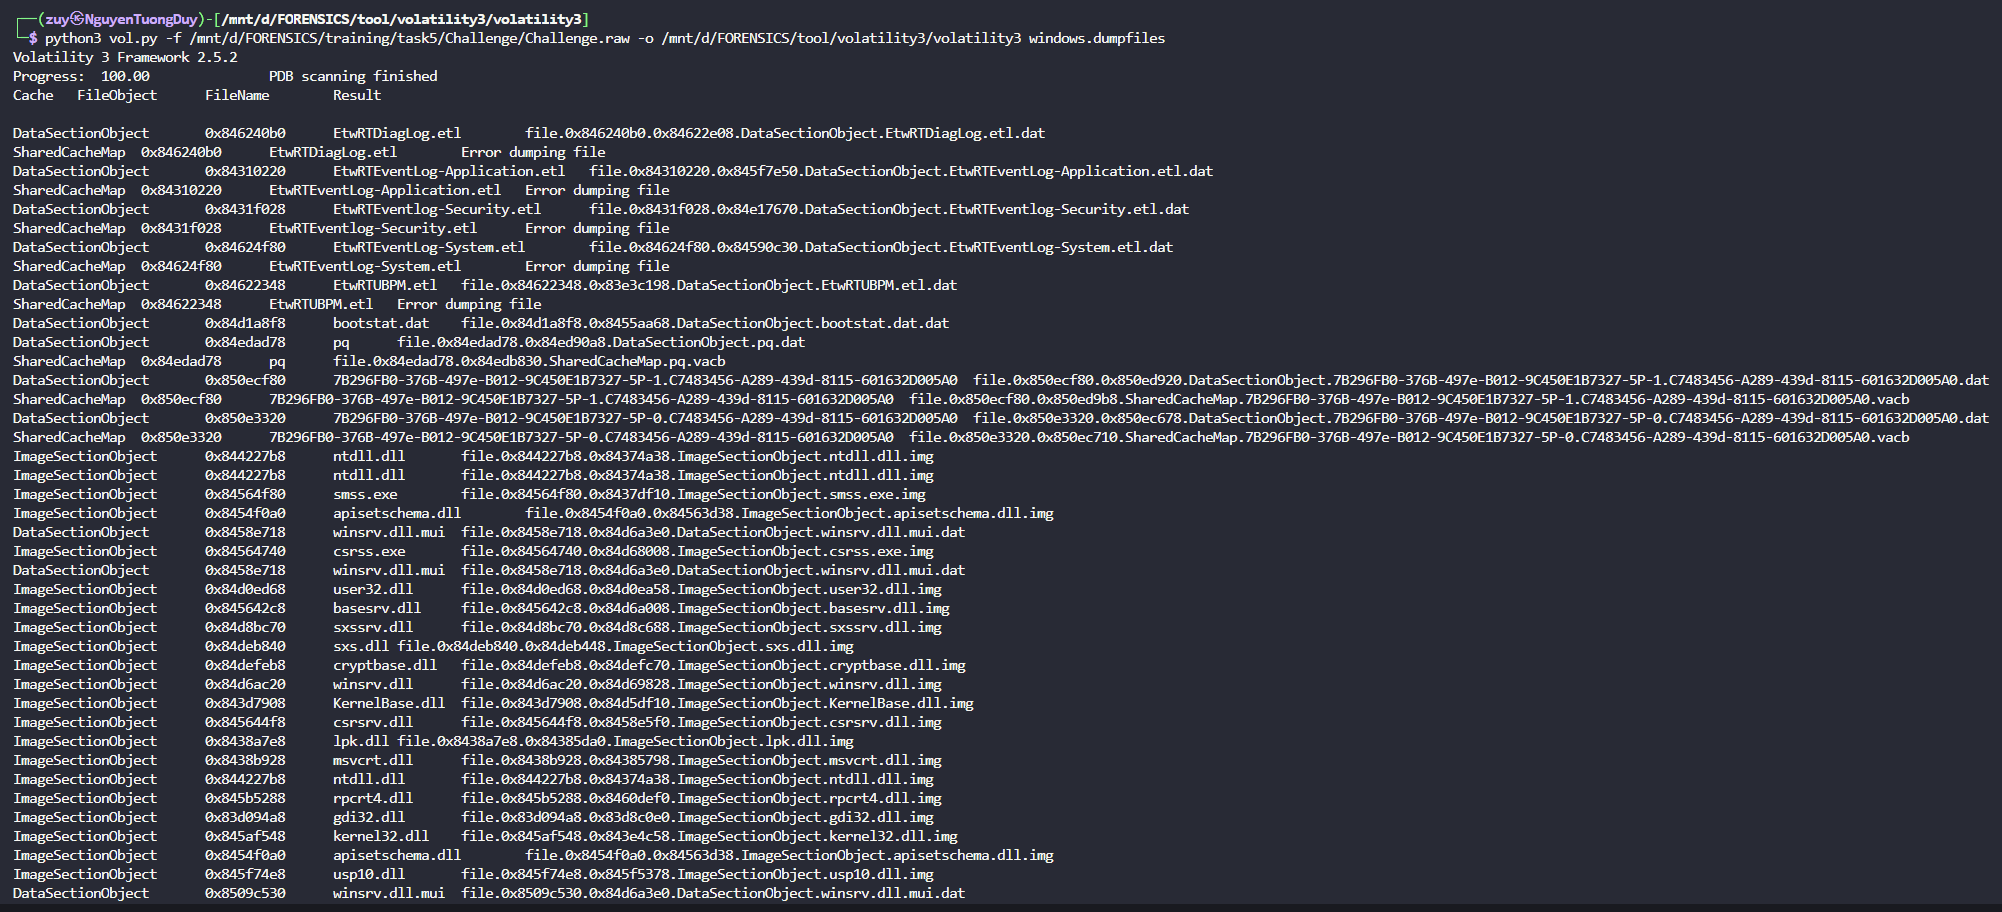 ┌──(zuy㉿NguyenTuongDuy)-[/mnt/d/FORENSICS/tool/volatility3/volatility3]
└─$ python3 vol.py -f /mnt/d/FORENSICS/training/task5/Challenge/Challenge.raw -o /mnt/d/FORENSICS/tool/volatility3/volatility3 windows.dumpfiles
Volatility 3 Framework 2.5.2
Progress:  100.00               PDB scanning finished
Cache   FileObject      FileName        Result

DataSectionObject       0x846240b0      EtwRTDiagLog.etl        file.0x846240b0.0x84622e08.DataSectionObject.EtwRTDiagLog.etl.dat
SharedCacheMap  0x846240b0      EtwRTDiagLog.etl        Error dumping file
DataSectionObject       0x84310220      EtwRTEventLog-Application.etl   file.0x84310220.0x845f7e50.DataSectionObject.EtwRTEventLog-Application.etl.dat
SharedCacheMap  0x84310220      EtwRTEventLog-Application.etl   Error dumping file
DataSectionObject       0x8431f028      EtwRTEventlog-Security.etl      file.0x8431f028.0x84e17670.DataSectionObject.EtwRTEventlog-Security.etl.dat
SharedCacheMap  0x8431f028      EtwRTEventlog-Security.etl      Error dumping file
DataSectionObject       0x84624f80      EtwRTEventLog-System.etl        file.0x84624f80.0x84590c30.DataSectionObject.EtwRTEventLog-System.etl.dat
SharedCacheMap  0x84624f80      EtwRTEventLog-System.etl        Error dumping file
DataSectionObject       0x84622348      EtwRTUBPM.etl   file.0x84622348.0x83e3c198.DataSectionObject.EtwRTUBPM.etl.dat
SharedCacheMap  0x84622348      EtwRTUBPM.etl   Error dumping file
DataSectionObject       0x84d1a8f8      bootstat.dat    file.0x84d1a8f8.0x8455aa68.DataSectionObject.bootstat.dat.dat
DataSectionObject       0x84edad78      pq      file.0x84edad78.0x84ed90a8.DataSectionObject.pq.dat
SharedCacheMap  0x84edad78      pq      file.0x84edad78.0x84edb830.SharedCacheMap.pq.vacb
DataSectionObject       0x850ecf80      7B296FB0-376B-497e-B012-9C450E1B7327-5P-1.C7483456-A289-439d-8115-601632D005A0  file.0x850ecf80.0x850ed920.DataSectionObject.7B296FB0-376B-497e-B012-9C450E1B7327-5P-1.C7483456-A289-439d-8115-601632D005A0.dat
SharedCacheMap  0x850ecf80      7B296FB0-376B-497e-B012-9C450E1B7327-5P-1.C7483456-A289-439d-8115-601632D005A0  file.0x850ecf80.0x850ed9b8.SharedCacheMap.7B296FB0-376B-497e-B012-9C450E1B7327-5P-1.C7483456-A289-439d-8115-601632D005A0.vacb
DataSectionObject       0x850e3320      7B296FB0-376B-497e-B012-9C450E1B7327-5P-0.C7483456-A289-439d-8115-601632D005A0  file.0x850e3320.0x850ec678.DataSectionObject.7B296FB0-376B-497e-B012-9C450E1B7327-5P-0.C7483456-A289-439d-8115-601632D005A0.dat
SharedCacheMap  0x850e3320      7B296FB0-376B-497e-B012-9C450E1B7327-5P-0.C7483456-A289-439d-8115-601632D005A0  file.0x850e3320.0x850ec710.SharedCacheMap.7B296FB0-376B-497e-B012-9C450E1B7327-5P-0.C7483456-A289-439d-8115-601632D005A0.vacb
ImageSectionObject      0x844227b8      ntdll.dll       file.0x844227b8.0x84374a38.ImageSectionObject.ntdll.dll.img
ImageSectionObject      0x844227b8      ntdll.dll       file.0x844227b8.0x84374a38.ImageSectionObject.ntdll.dll.img
ImageSectionObject      0x84564f80      smss.exe        file.0x84564f80.0x8437df10.ImageSectionObject.smss.exe.img
ImageSectionObject      0x8454f0a0      apisetschema.dll        file.0x8454f0a0.0x84563d38.ImageSectionObject.apisetschema.dll.img
DataSectionObject       0x8458e718      winsrv.dll.mui  file.0x8458e718.0x84d6a3e0.DataSectionObject.winsrv.dll.mui.dat
ImageSectionObject      0x84564740      csrss.exe       file.0x84564740.0x84d68008.ImageSectionObject.csrss.exe.img
DataSectionObject       0x8458e718      winsrv.dll.mui  file.0x8458e718.0x84d6a3e0.DataSectionObject.winsrv.dll.mui.dat
ImageSectionObject      0x84d0ed68      user32.dll      file.0x84d0ed68.0x84d0ea58.ImageSectionObject.user32.dll.img
ImageSectionObject      0x845642c8      basesrv.dll     file.0x845642c8.0x84d6a008.ImageSectionObject.basesrv.dll.img
ImageSectionObject      0x84d8bc70      sxssrv.dll      file.0x84d8bc70.0x84d8c688.ImageSectionObject.sxssrv.dll.img
ImageSectionObject      0x84deb840      sxs.dll file.0x84deb840.0x84deb448.ImageSectionObject.sxs.dll.img
ImageSectionObject      0x84defeb8      cryptbase.dll   file.0x84defeb8.0x84defc70.ImageSectionObject.cryptbase.dll.img
ImageSectionObject      0x84d6ac20      winsrv.dll      file.0x84d6ac20.0x84d69828.ImageSectionObject.winsrv.dll.img
ImageSectionObject      0x843d7908      KernelBase.dll  file.0x843d7908.0x84d5df10.ImageSectionObject.KernelBase.dll.img
ImageSectionObject      0x845644f8      csrsrv.dll      file.0x845644f8.0x8458e5f0.ImageSectionObject.csrsrv.dll.img
ImageSectionObject      0x8438a7e8      lpk.dll file.0x8438a7e8.0x84385da0.ImageSectionObject.lpk.dll.img
ImageSectionObject      0x8438b928      msvcrt.dll      file.0x8438b928.0x84385798.ImageSectionObject.msvcrt.dll.img
ImageSectionObject      0x844227b8      ntdll.dll       file.0x844227b8.0x84374a38.ImageSectionObject.ntdll.dll.img
ImageSectionObject      0x845b5288      rpcrt4.dll      file.0x845b5288.0x8460def0.ImageSectionObject.rpcrt4.dll.img
ImageSectionObject      0x83d094a8      gdi32.dll       file.0x83d094a8.0x83d8c0e0.ImageSectionObject.gdi32.dll.img
ImageSectionObject      0x845af548      kernel32.dll    file.0x845af548.0x843e4c58.ImageSectionObject.kernel32.dll.img
ImageSectionObject      0x8454f0a0      apisetschema.dll        file.0x8454f0a0.0x84563d38.ImageSectionObject.apisetschema.dll.img
ImageSectionObject      0x845f74e8      usp10.dll       file.0x845f74e8.0x845f5378.ImageSectionObject.usp10.dll.img
DataSectionObject       0x8509c530      winsrv.dll.mui  file.0x8509c530.0x84d6a3e0.DataSectionObject.winsrv.dll.mui.dat